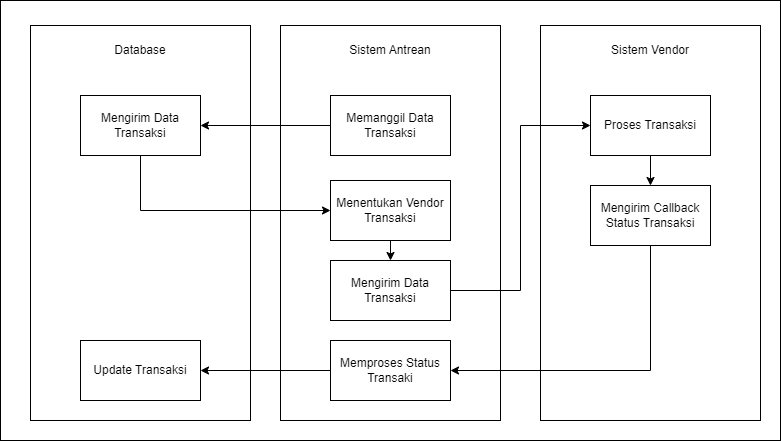 Database
Sistem Antrean
Sistem Vendor
Mengirim Data
Transaksi
Memanggil Data
Transaksi
Proses Transaksi
Menentukan Vendor
Transaksi
Mengirim Callback
Status Transaksi
Mengirim Data
Transaksi
Update Transaksi
Memproses Status
Transaki